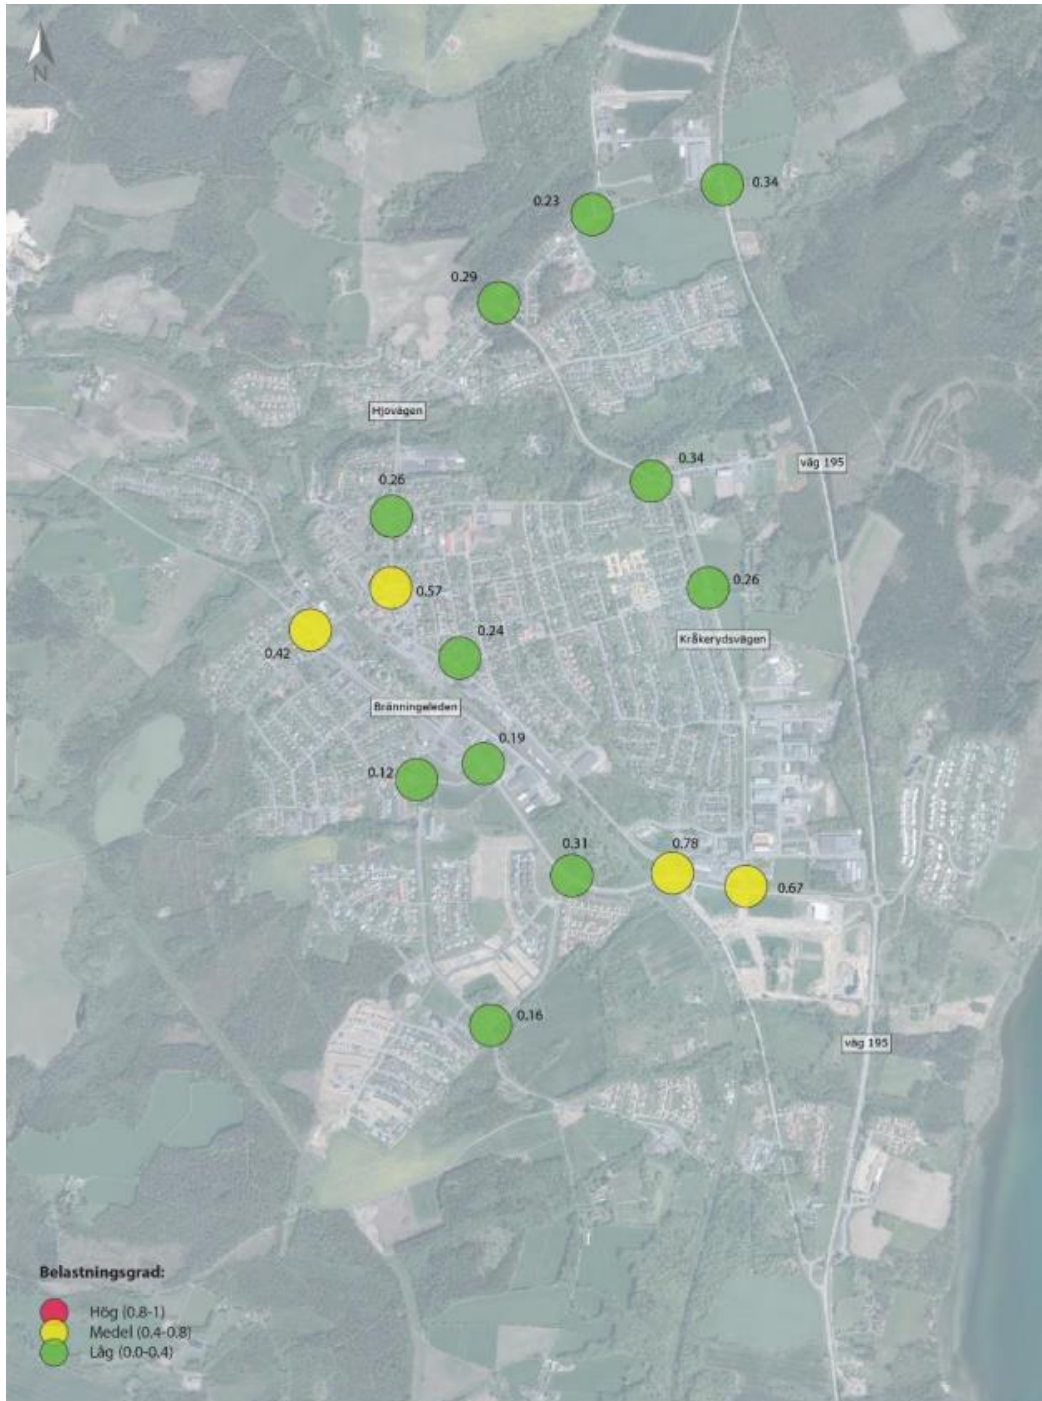 N
0.34
0.23
0.29
Hjovägen
0.34
väg 195
0.26
0.26
0.57
0.24
Kråkerydsvägen
0.42
Bränningeleden
0.19
0.12
0.31
0.78
0.67
0.16
väg 195
Belastningsgrad:
Hög (0.8-1)
Medel (0.4-0.8)
Låg (0.0-0.4)